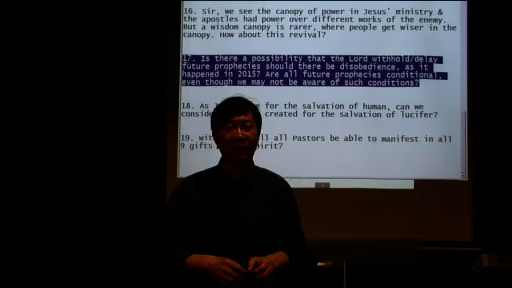 16. Sir, we see the canopy of power in Jesus' ministry &
the apostles had power over different works of the enemy.
But a wisdom canopy is rarer, where people get wiser in the
canopy. How about this revival?
17. Is there a possibility that the Lord withhold/delay
future prophecies should there be disobedience, as it
happened in 2015? Are all future prophecies conditional,
even though we may not be aware of such conditions?
18. As for the salvation of human, can we
created for the salvation of lucifer?
19. all Pastors be able to manifest in all
9 gifts